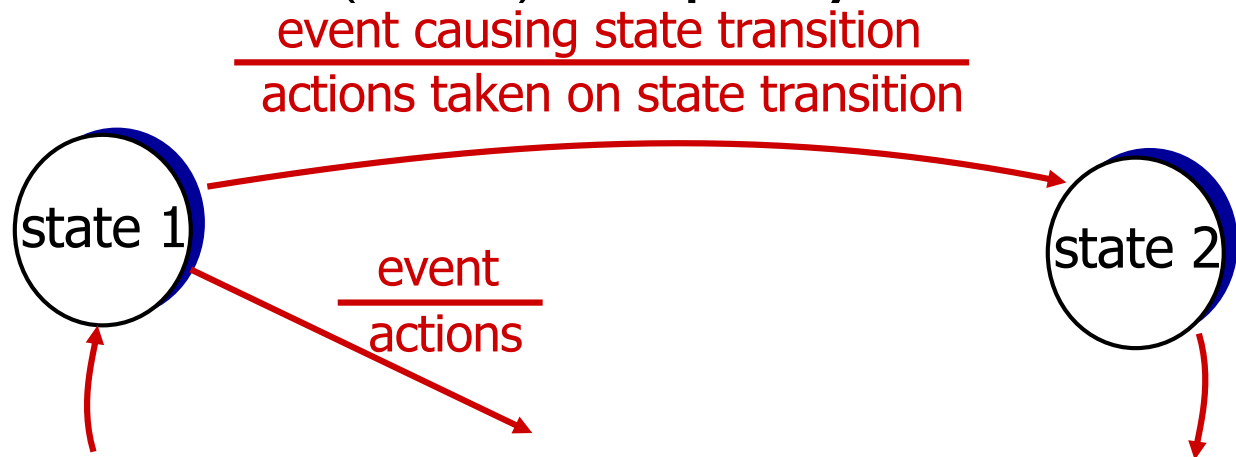 event causing state transition
actions taken on state transition
state 1
state 2
event
actions